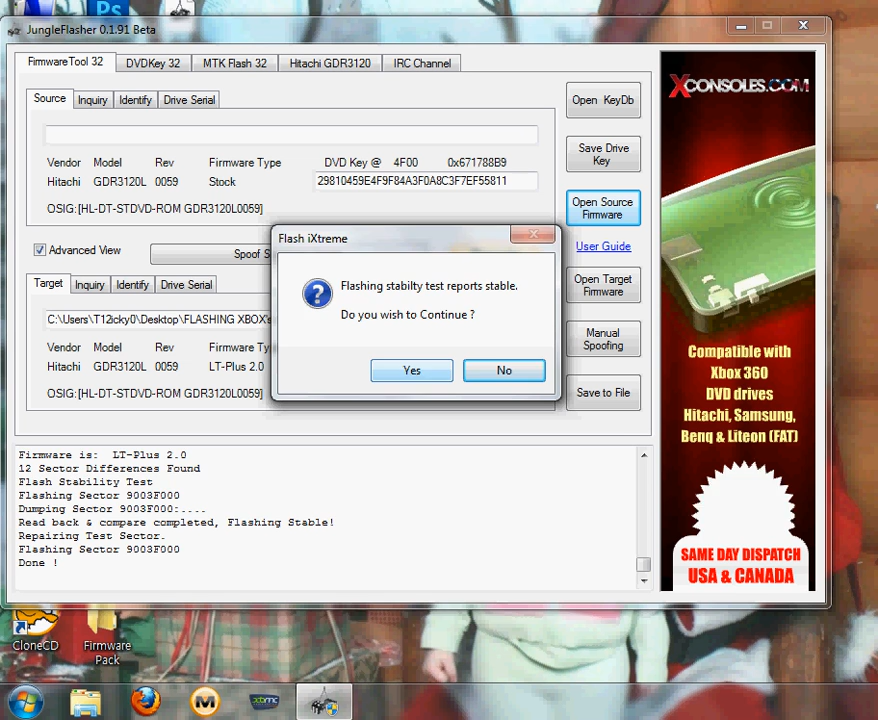 Ps
JungleFlasher 0.1.91 Beta
FirmwareTool 32
DVDKey 32
MTK Flash 32
Hitachi GDR3120
IRC Channel
Source
Inquiry
Identify
Drive Serial
Open KeyDb
Save Drive
Key
Vendor Model Rev Firmware Type DVD Key @ 4F00 0x671788B9
Hitachi GDR3120L 0059 Stock 29810459E4F9F84A3F0A8C3F7EF55811
OSIG:[HL-DT-STDVD-ROM GDR3120L0059]
Open Source
Firmware
User Guide
Advanced View
Spoof S
Target
Inquiry
Identify
Drive Serial
Open Target
Firmware
C:\Users\T12icky0\Desktop\FLASHING XBOX's
Vendor Model Rev Firmware Ty
Hitachi GDR3120L 0059 LT-Plus 2.0
OSIG:[HL-DT-STDVD-ROM GDR3120L0059]
Manual
Spoofing
Save to File
Flash iXtreme
Flashing stabilty test reports stable.
Do you wish to Continue ?
Yes
No
Firmware is: LT-Plus 2.0
12 Sector Differences Found
Flash Stability Test
Flashing Sector 9003F000
Dumping Sector 9003F000:....
Read back & compare completed, Flashing Stable!
Repairing Test Sector.
Flashing Sector 9003F000
Done !
XCONSOLES.COM
Compatible with
Xbox 360
DVD drives
Hitachi, Samsung,
Benq & Liteon (FAT)
SAME DAY DISPATCH
USA & CANADA
CloneCD
Firmware
Pack
xbmc